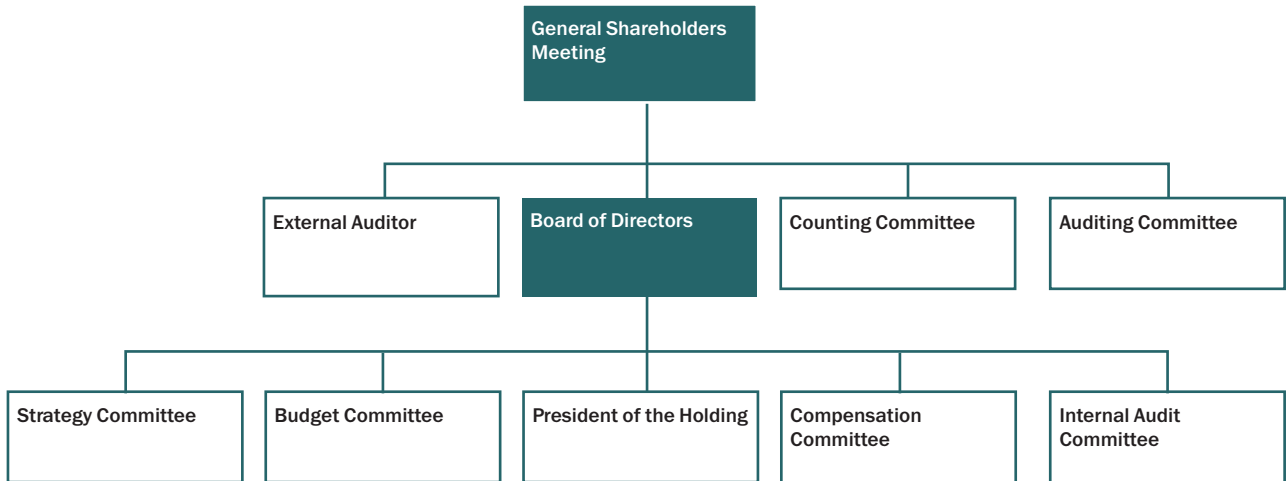 General Shareholders
Meeting
External Auditor
Board of Directors
Counting Committee
Auditing Committee
Strategy Committee
Budget Committee
President of the Holding
Compensation
Committee
Internal Audit
Committee